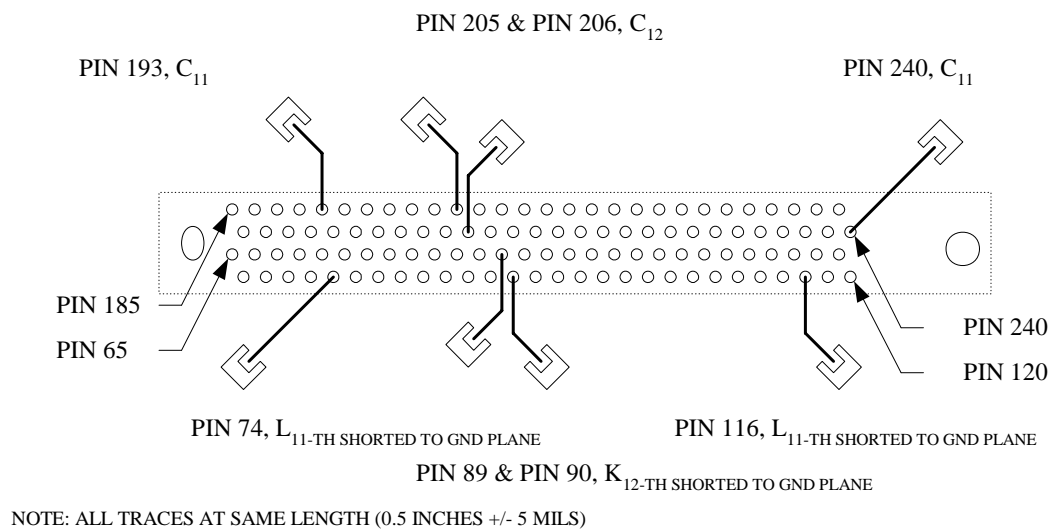 PIN 205 & PIN 206, C12
PIN 193, C11
PIN 240, C11
PIN 185
PIN 65
PIN 240
PIN 120
PIN 74, L11-TH SHORTED TO GND PLANE
PIN 116, L11-TH SHORTED TO GND PLANE
PIN 89 & PIN 90, K12-TH SHORTED TO GND PLANE
NOTE: ALL TRACES AT SAME LENGTH (0.5 INCHES +/- 5 MILS)